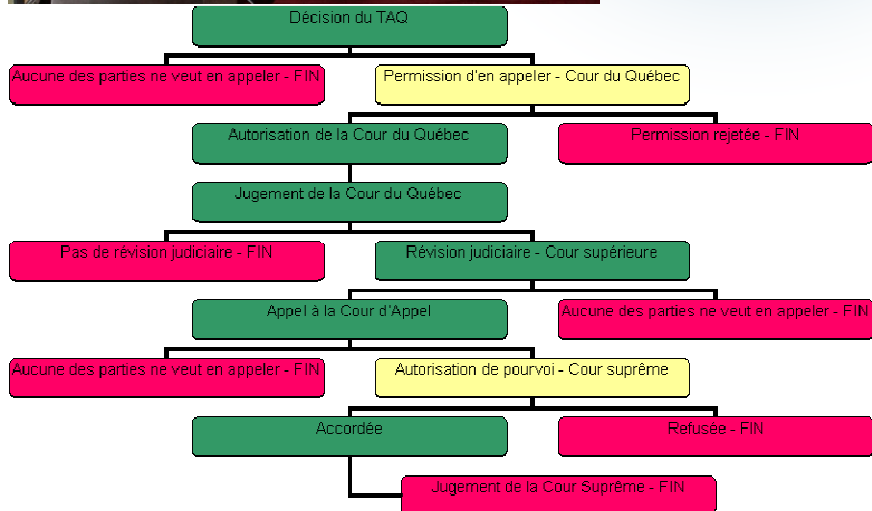 Décision du TAQ
Aucune des parties ne veut en appeler - FIN
Permission d'en appeler - Cour du Québec
Autorisation de la Cour du Québec
Permission rejetée - FIN
Jugement de la Cour du Québec
Pas de révision judiciaire - FIN
Révision judiciaire - Cour supérieure
Appel à la Cour d'Appel
Aucune des parties ne veut en appeler - FIN
Aucune des parties ne veut en appeler - FIN
Autorisation de pourvoi - Cour suprême
Accordée
Refusée - FIN
Jugement de la Cour Suprême - FIN